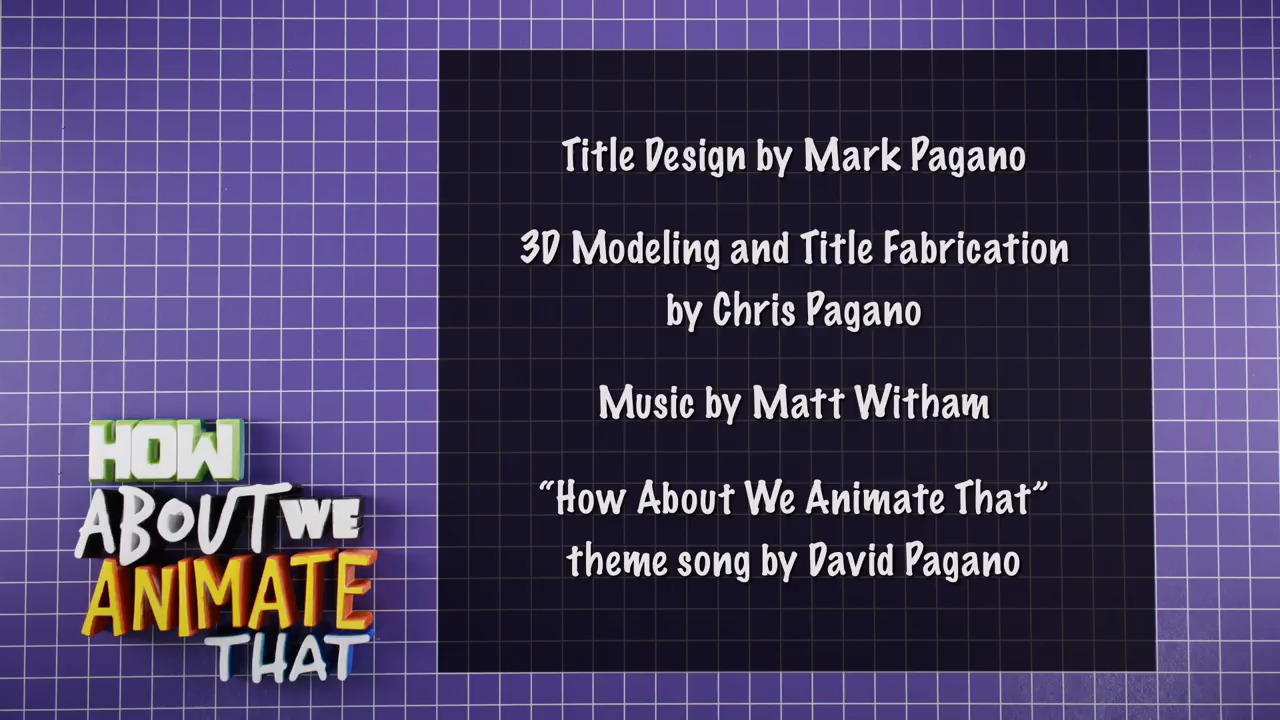 Title Design by Mark Pagano
3D Modeling and Title Fabrication
by Chris Pagano
Music by Matt Witham
“How About We Animate That”
theme song by David Pagano
HOW
ABOUT WE
ANIMATE
THAT